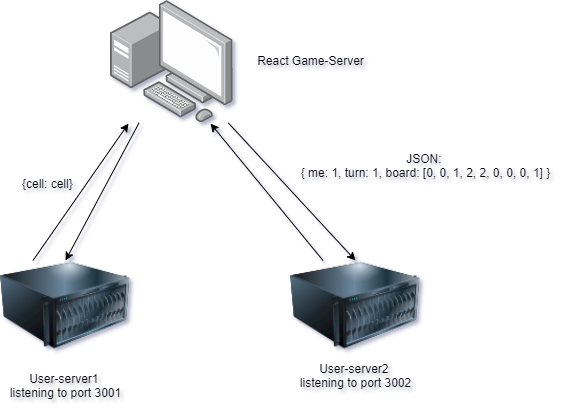 React Game-Server
JSON:
{ me: 1, turn: 1, board: [0, 0, 1, 2, 2, 0, 0, 0, 1] }
{cell: cell}
User-server1
listening to port 3001
User-server2
listening to port 3002